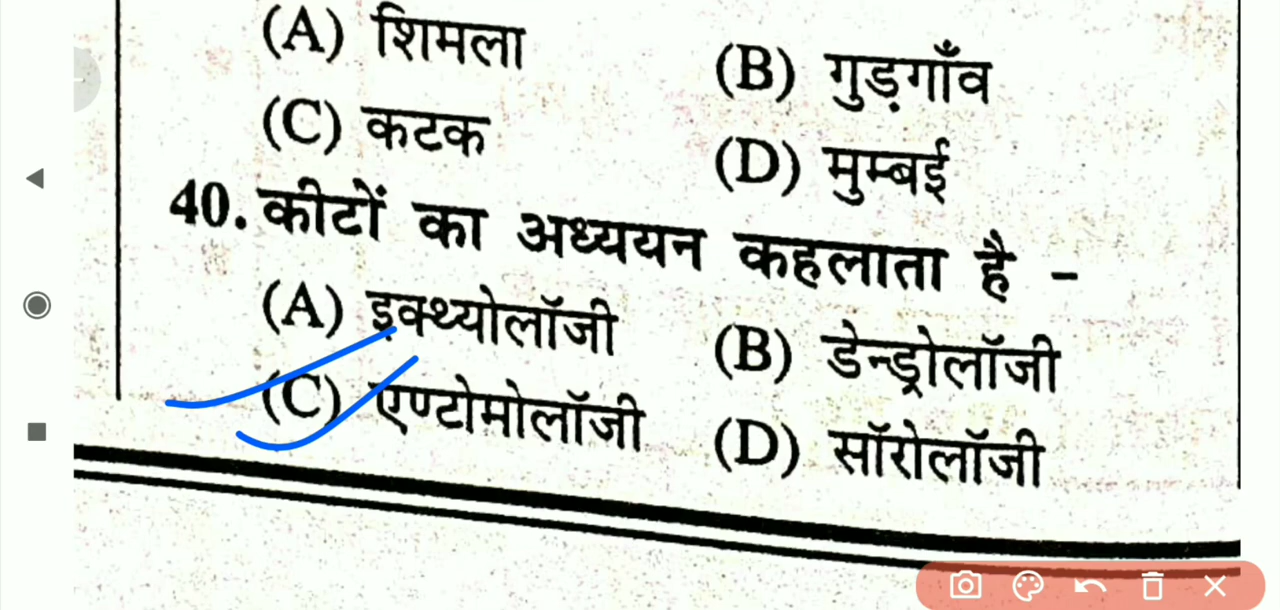 (A) शिमला (B) गुड़गाँव
(C) कटक (D) मुम्बई
40. कीटों का अध्ययन कहलाता है -
(A) इक्थ्योलॉजी (B) डेन्ड्रोलॉजी
(C) एण्टोमोलॉजी (D) सॉरोलॉजी